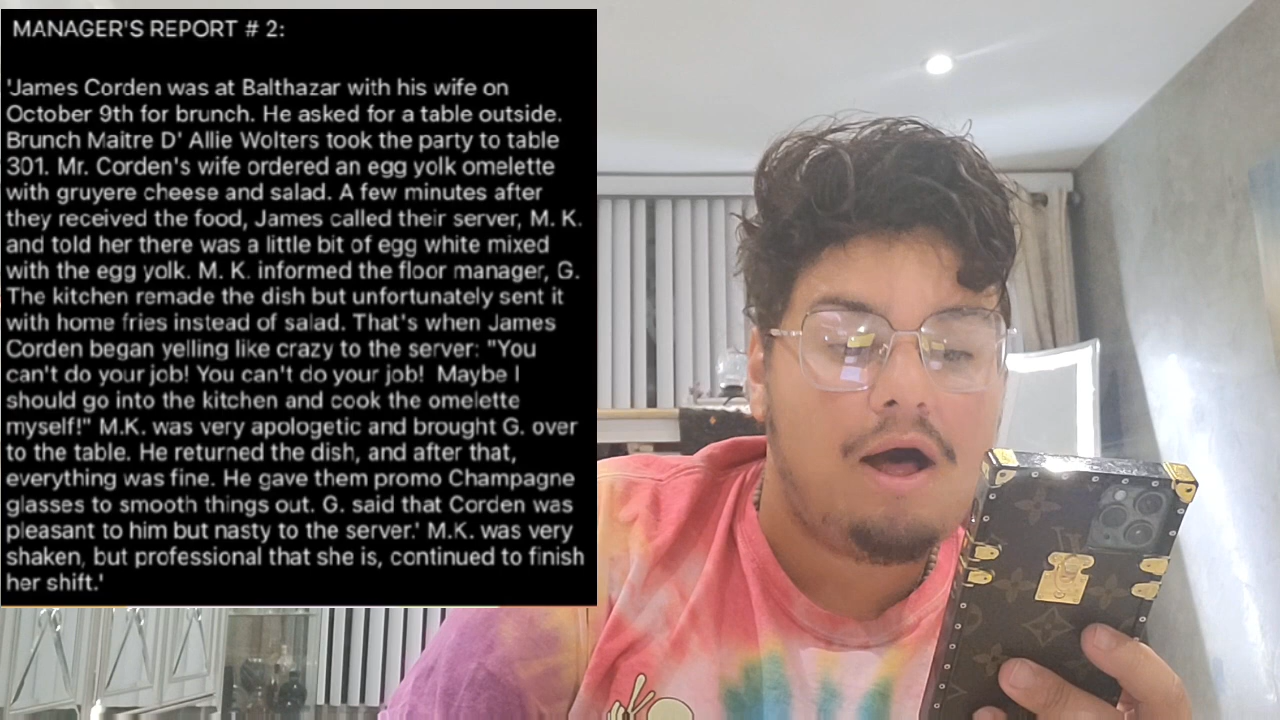 MANAGER'S REPORT # 2:
'James Corden was at Balthazar with his wife on
October 9th for brunch. He asked for a table outside.
Brunch Maitre D' Allie Wolters took the party to table
301. Mr. Corden's wife ordered an egg yolk omelette
with gruyere cheese and salad. A few minutes after
they received the food, James called their server, M. K.
and told her there was a little bit of egg white mixed
with the egg yolk. M. K. informed the floor manager, G.
The kitchen remade the dish but unfortunately sent it
with home fries instead of salad. That's when James
Corden began yelling like crazy to the server: "You
can't do your job! You can't do your job!  Maybe I
should go into the kitchen and cook the omelette
myself!" M.K. was very apologetic and brought G. over
to the table. He returned the dish, and after that,
everything was fine. He gave them promo Champagne
glasses to smooth things out. G. said that Corden was
pleasant to him but nasty to the server.' M.K. was very
shaken, but professional that she is, continued to finish
her shift.'